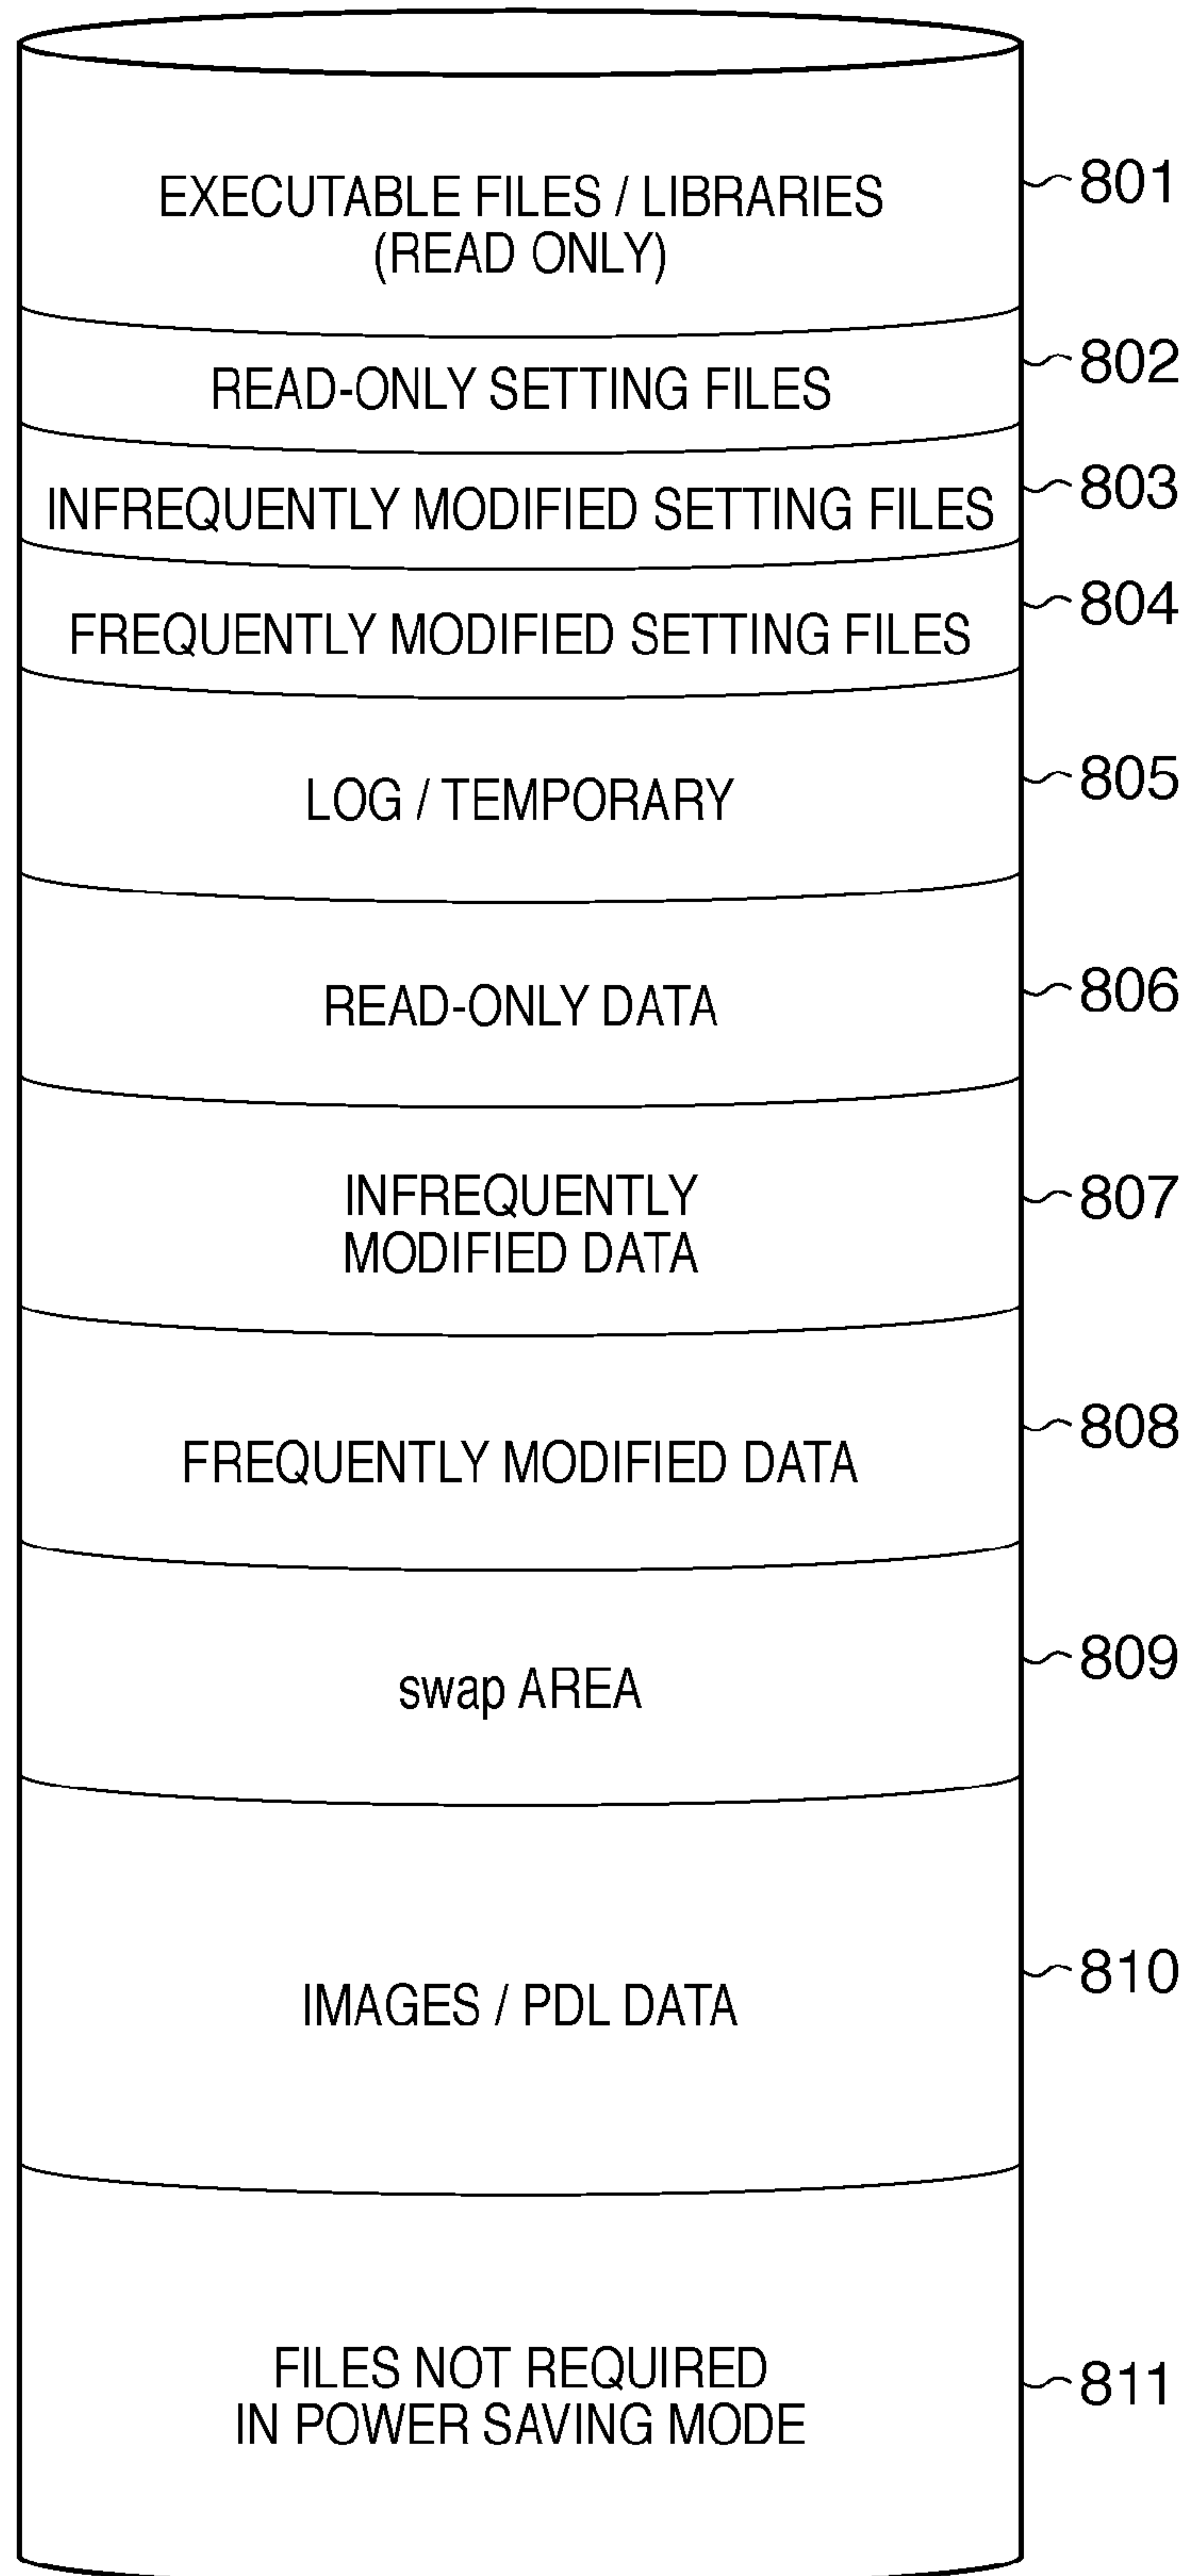 801
EXECUTABLE FILES / LIBRARIES
(READ ONLY)
802
READ-ONLY SETTING FILES
803
INFREQUENTLY MODIFIED SETTING FILES
804
FREQUENTLY MODIFIED SETTING FILES
805
LOG / TEMPORARY
806
READ-ONLY DATA
807
INFREQUENTLY
MODIFIED DATA
808
FREQUENTLY MODIFIED DATA
809
swap AREA
810
IMAGES / PDL DATA
811
FILES NOT REQUIRED
IN POWER SAVING MODE